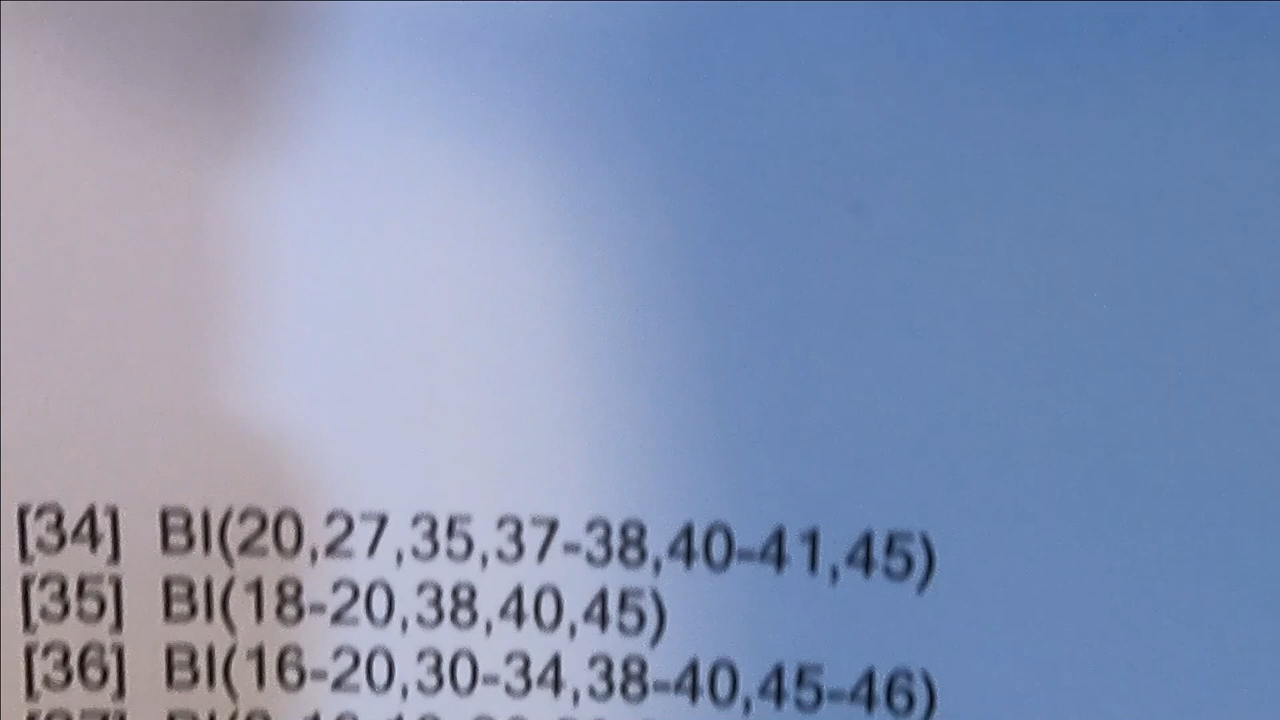 [34] BI(20,27,35,37-38,40-41,45)
[35] BI(18-20,38,40,45)
[36] BI(16-20,30-34,38-40,45-46)